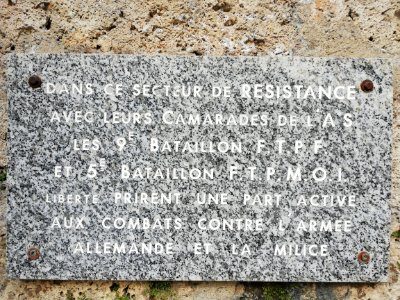 DANS CE SECTEUR DE RESISTANCE
AVEC LEURS CAMARADES DE L'A S
LES 9E BATAILLON F.T.P.F
ET 5E BATAILLON F.T.P.M.O.I.
LIBERTÉ PRIRENT UNE PART ACTIVE
AUX COMBATS CONTRE L'ARMEE
ALLEMANDE ET LA MILICE